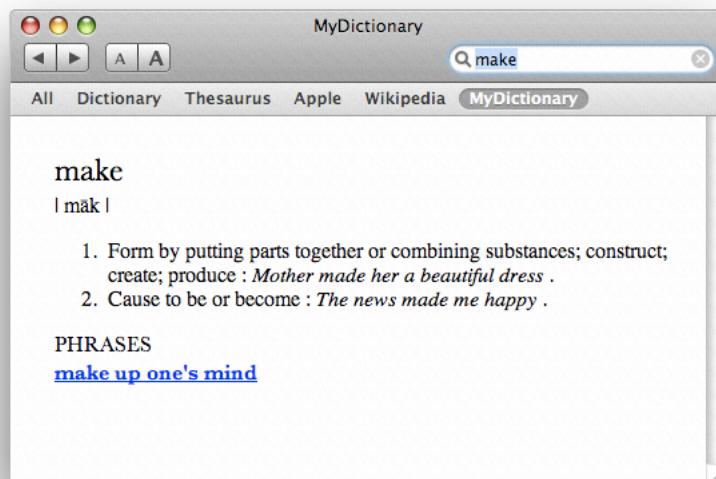 MyDictionary
A A make
All Dictionary Thesaurus Apple Wikipedia MyDictionary
make
| māk |
1. Form by putting parts together or combining substances; construct;
create; produce : Mother made her a beautiful dress .
2. Cause to be or become : The news made me happy .
PHRASES
make up one's mind